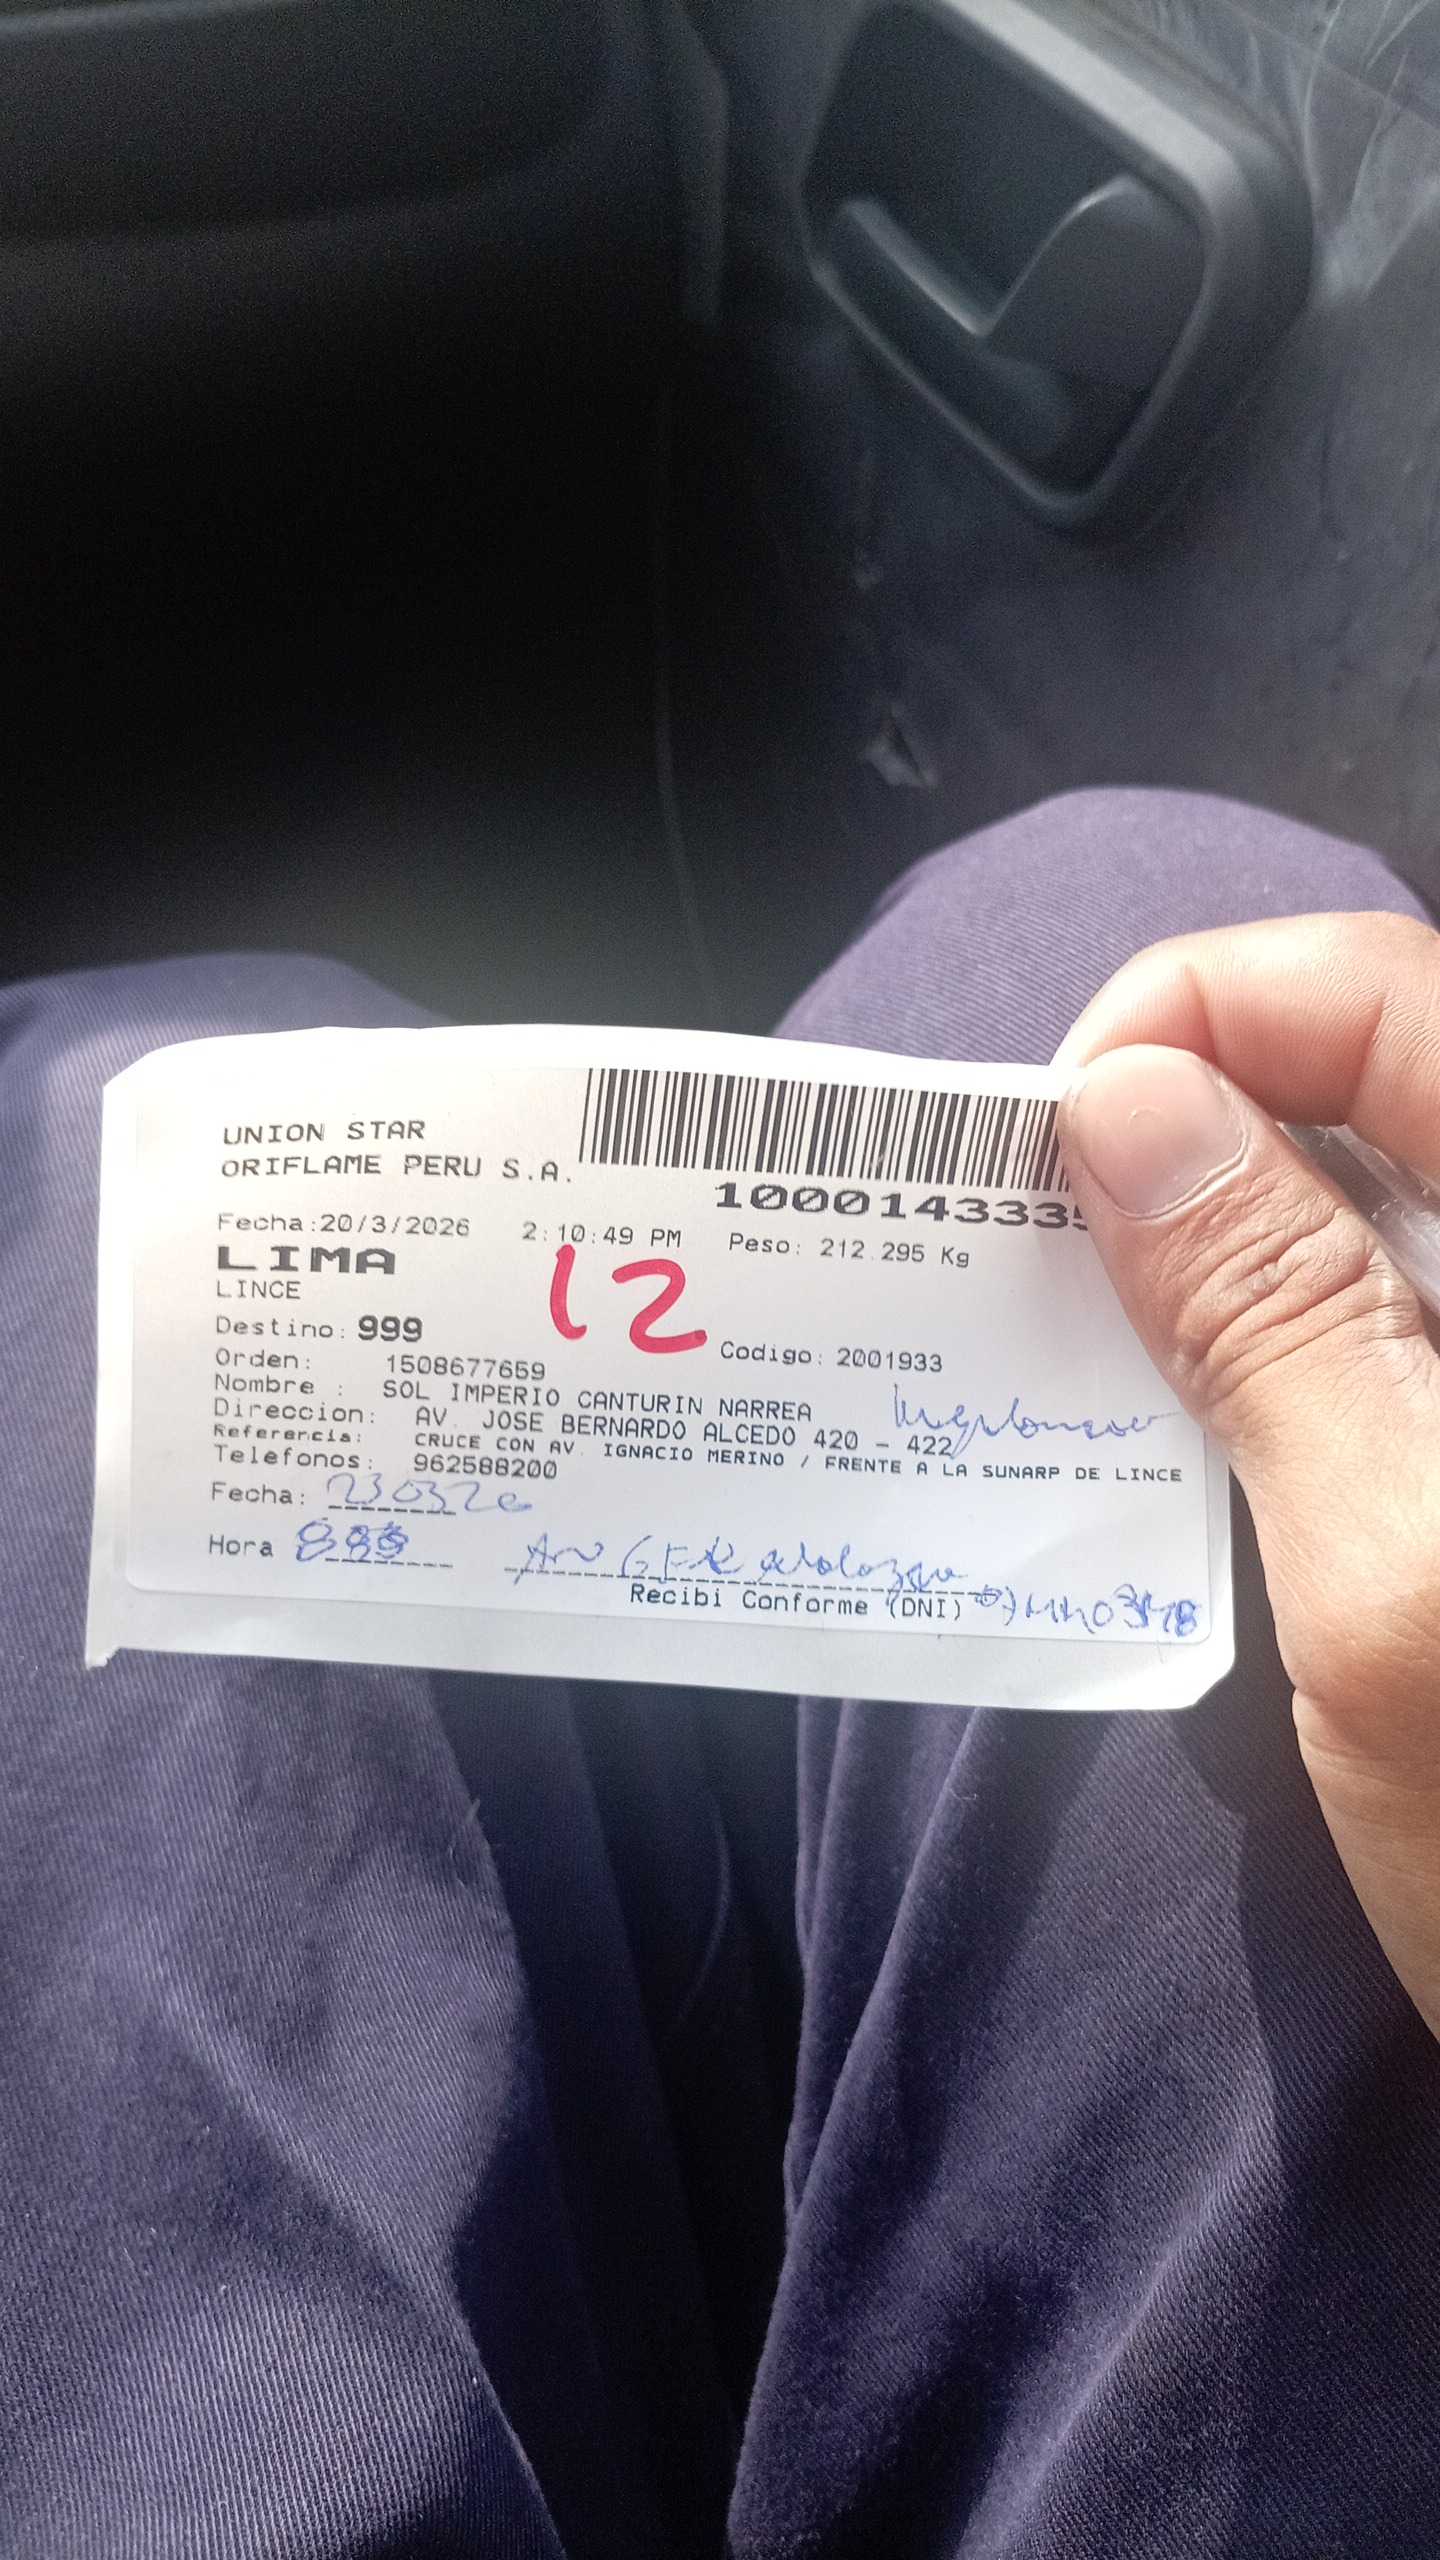 UNION STAR
ORIFLAME PERU S.A.
1000143335
Fecha:20/3/2026 2:10:49 PM Peso: 212.295 Kg
LIMA
LINCE
12
Destino: 999
Codigo: 2001933
Orden: 1508677659
Nombre : SOL IMPERIO CANTURIN NARREA
Direccion: AV. JOSE BERNARDO ALCEDO 420 - 422
Referencia: CRUCE CON AV. IGNACIO MERINO / FRENTE A LA SUNARP DE LINCE
Telefonos: 962588200
Fecha: 230326
Hora
Recibi Conforme (DNI)